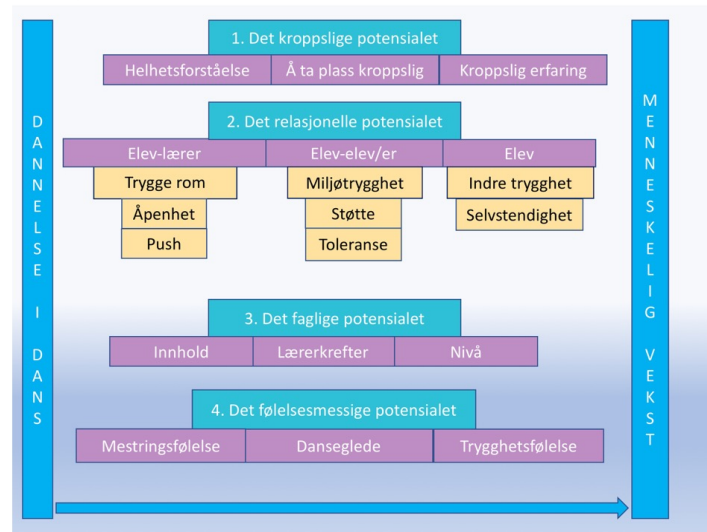 DANNELSE I DANS
1. Det kroppslige potensialet
Helhetsforståelse
Å ta plass kroppslig
Kroppslig erfaring
2. Det relasjonelle potensialet
Elev-lærer
Elev-elev/er
Elev
Trygge rom
Miljøtrygghet
Indre trygghet
Åpenhet
Støtte
Selvstendighet
Push
Toleranse
3. Det faglige potensialet
Innhold
Lærerkrefter
Nivå
4. Det følelsesmessige potensialet
Mestringsfølelse
Danseglede
Trygghetsfølelse
MENNESKELIG VEKST